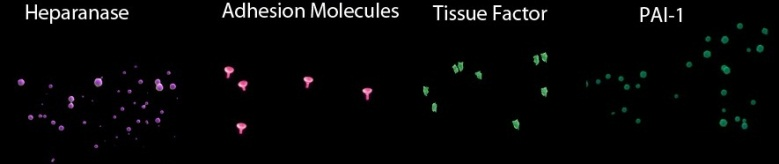 Heparanase
Adhesion Molecules
Tissue Factor
PAI-1